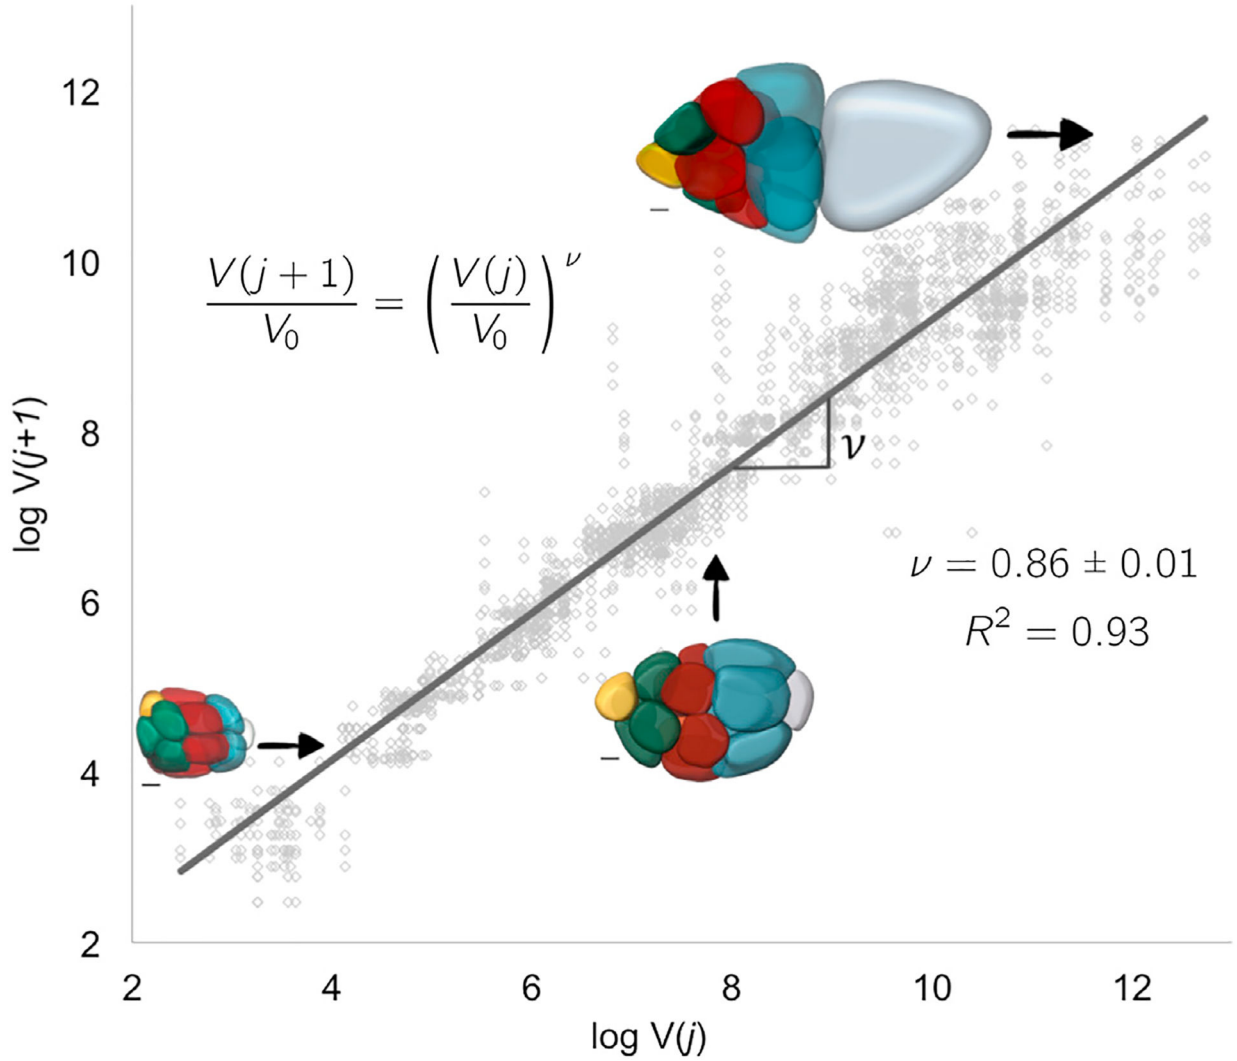 12
10
8
6
4
2
2 4 6 8 10 12
log V(j+1)
log V(j)
V(j + 1) / V₀ = (V(j) / V₀)^ν
ν
ν = 0.86 ± 0.01
R² = 0.93